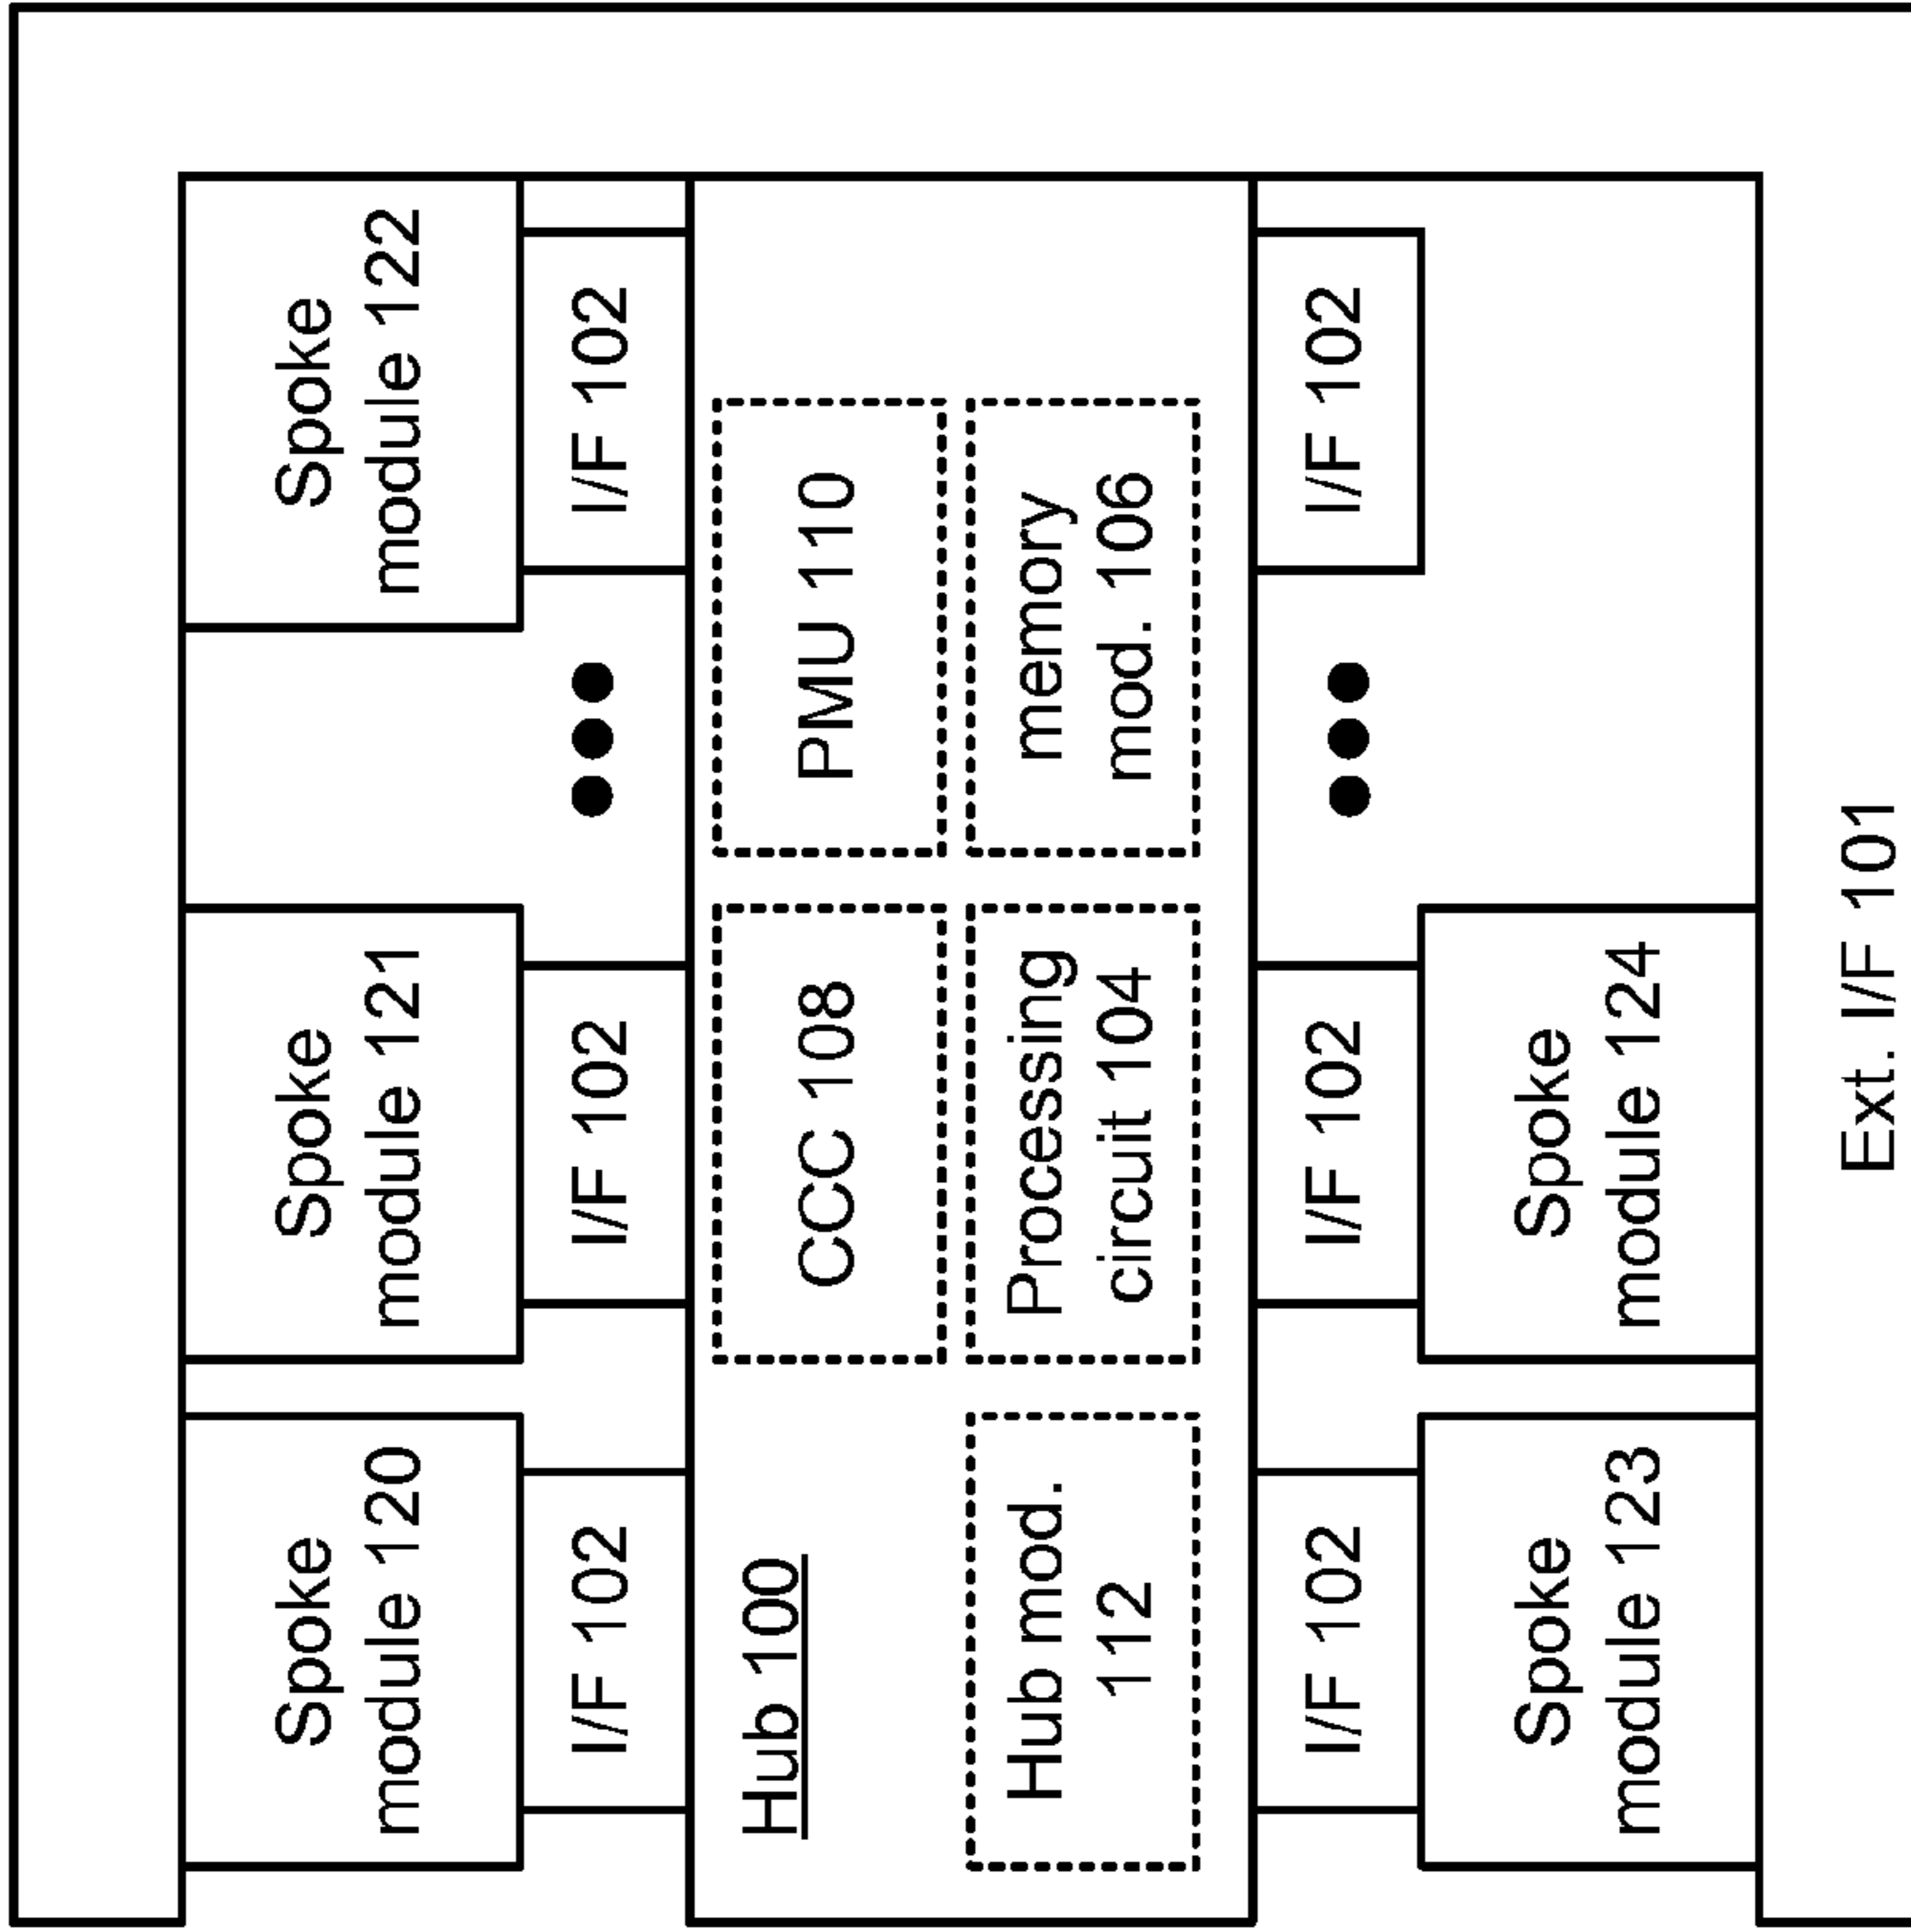 Spoke
module 120
Spoke
module 121
Spoke
module 122
I/F 102
I/F 102
I/F 102
Hub 100
CCC 108
PMU 110
Hub mod.
112
Processing
circuit 104
memory
mod. 106
I/F 102
I/F 102
I/F 102
Spoke
module 123
Spoke
module 124
Ext. I/F 101